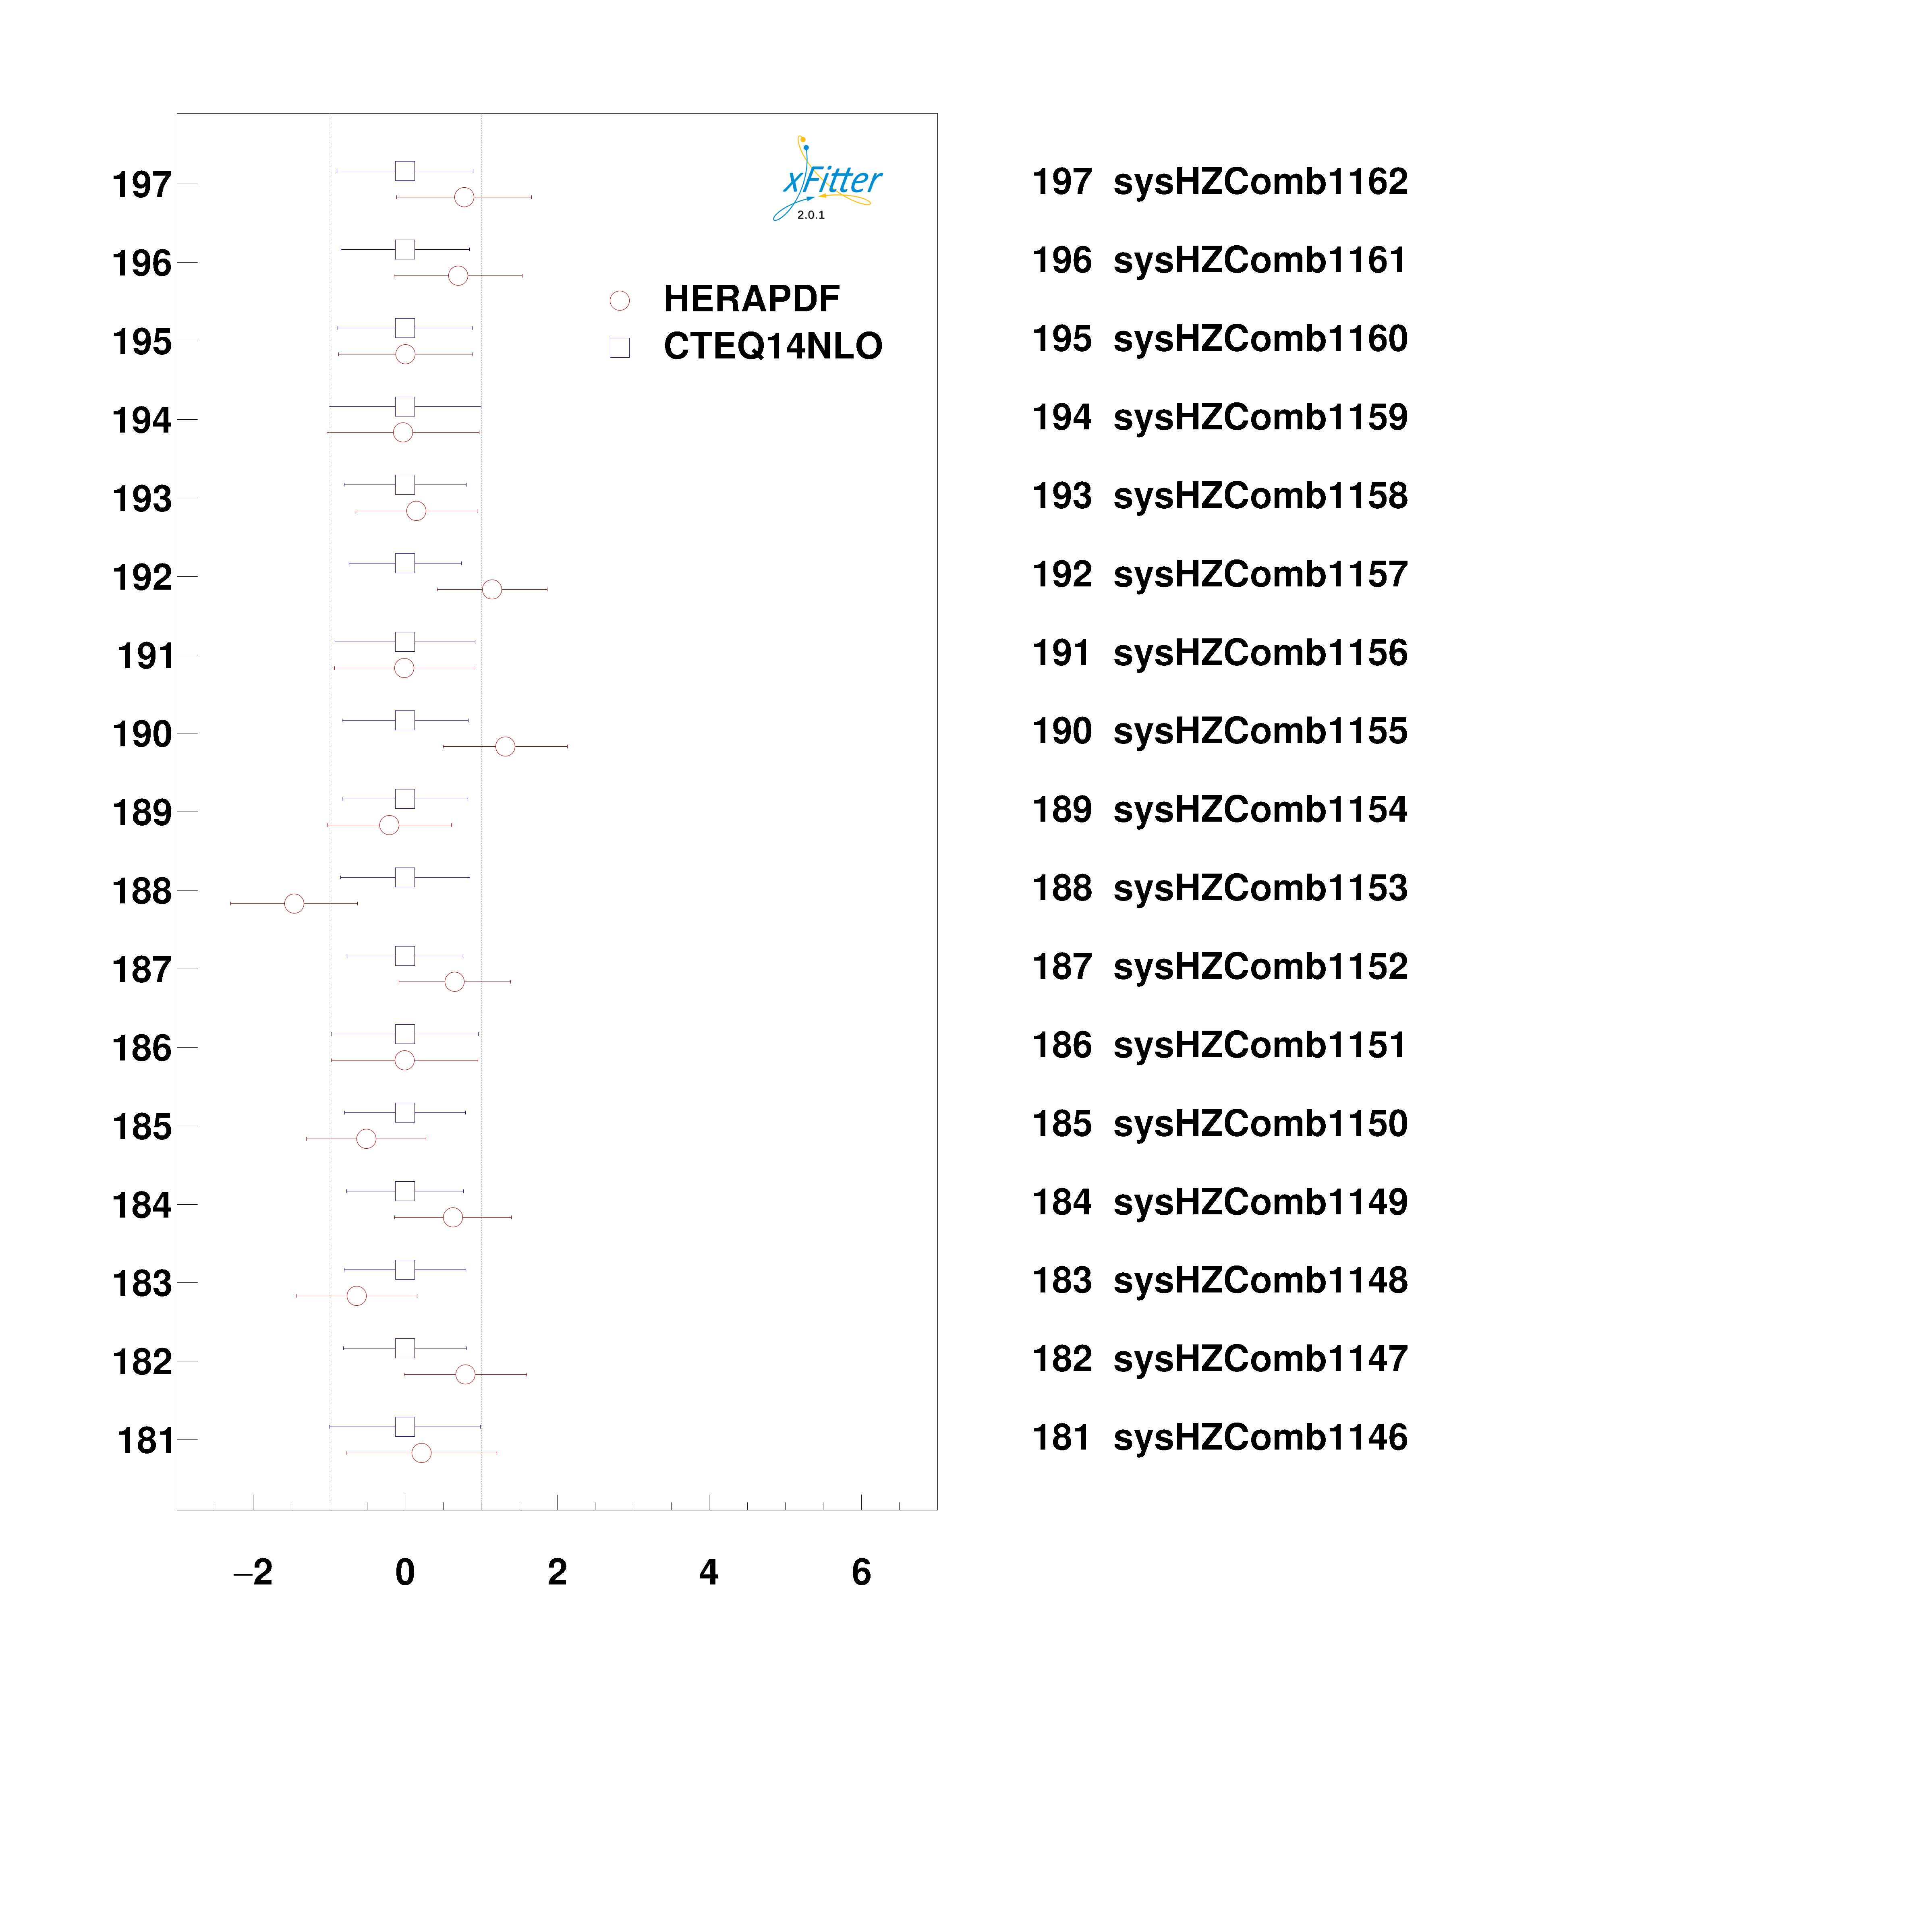 xFitter
2.0.1
HERAPDF
CTEQ14NLO
197
196
195
194
193
192
191
190
189
188
187
186
185
184
183
182
181
−2 0 2 4 6
197 sysHZComb1162
196 sysHZComb1161
195 sysHZComb1160
194 sysHZComb1159
193 sysHZComb1158
192 sysHZComb1157
191 sysHZComb1156
190 sysHZComb1155
189 sysHZComb1154
188 sysHZComb1153
187 sysHZComb1152
186 sysHZComb1151
185 sysHZComb1150
184 sysHZComb1149
183 sysHZComb1148
182 sysHZComb1147
181 sysHZComb1146